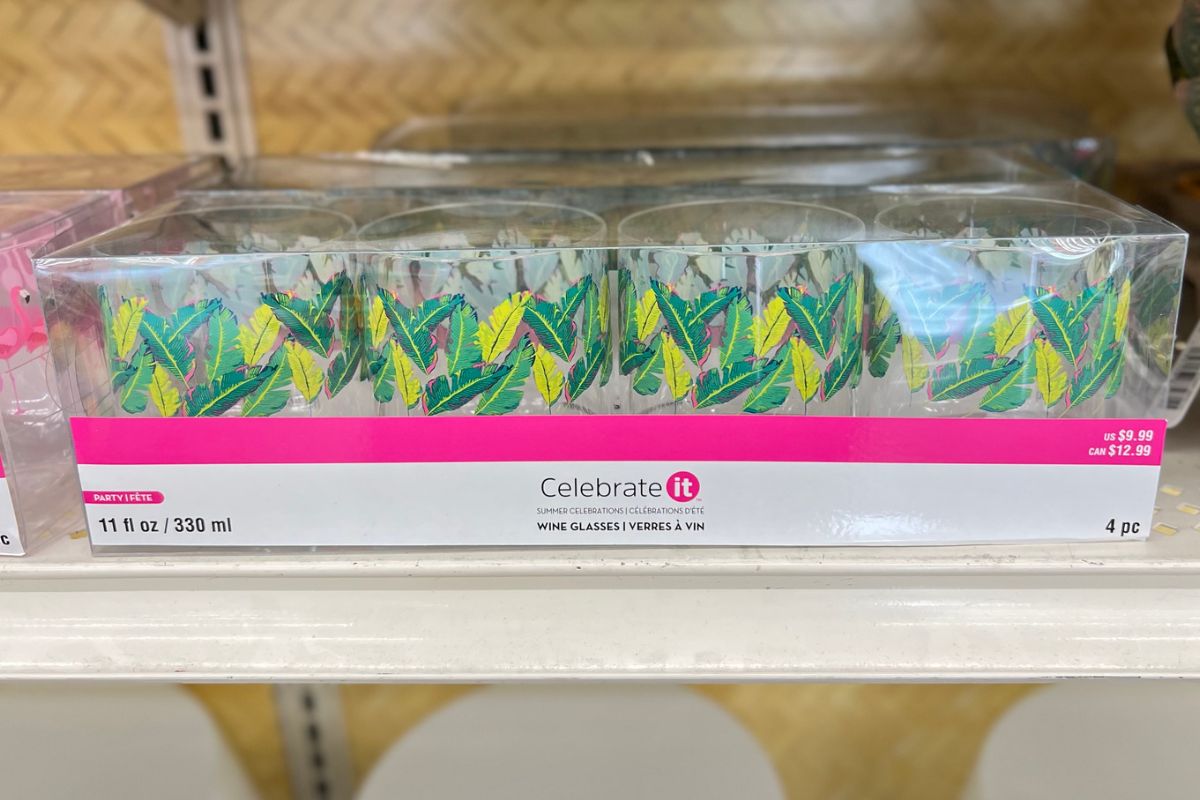 US $9.99
CAN $12.99
Celebrate it™
PARTY | FÊTE
SUMMER CELEBRATIONS | CÉLÉBRATIONS D'ÉTÉ
11 fl oz / 330 ml
WINE GLASSES | VERRES À VIN
4 pc